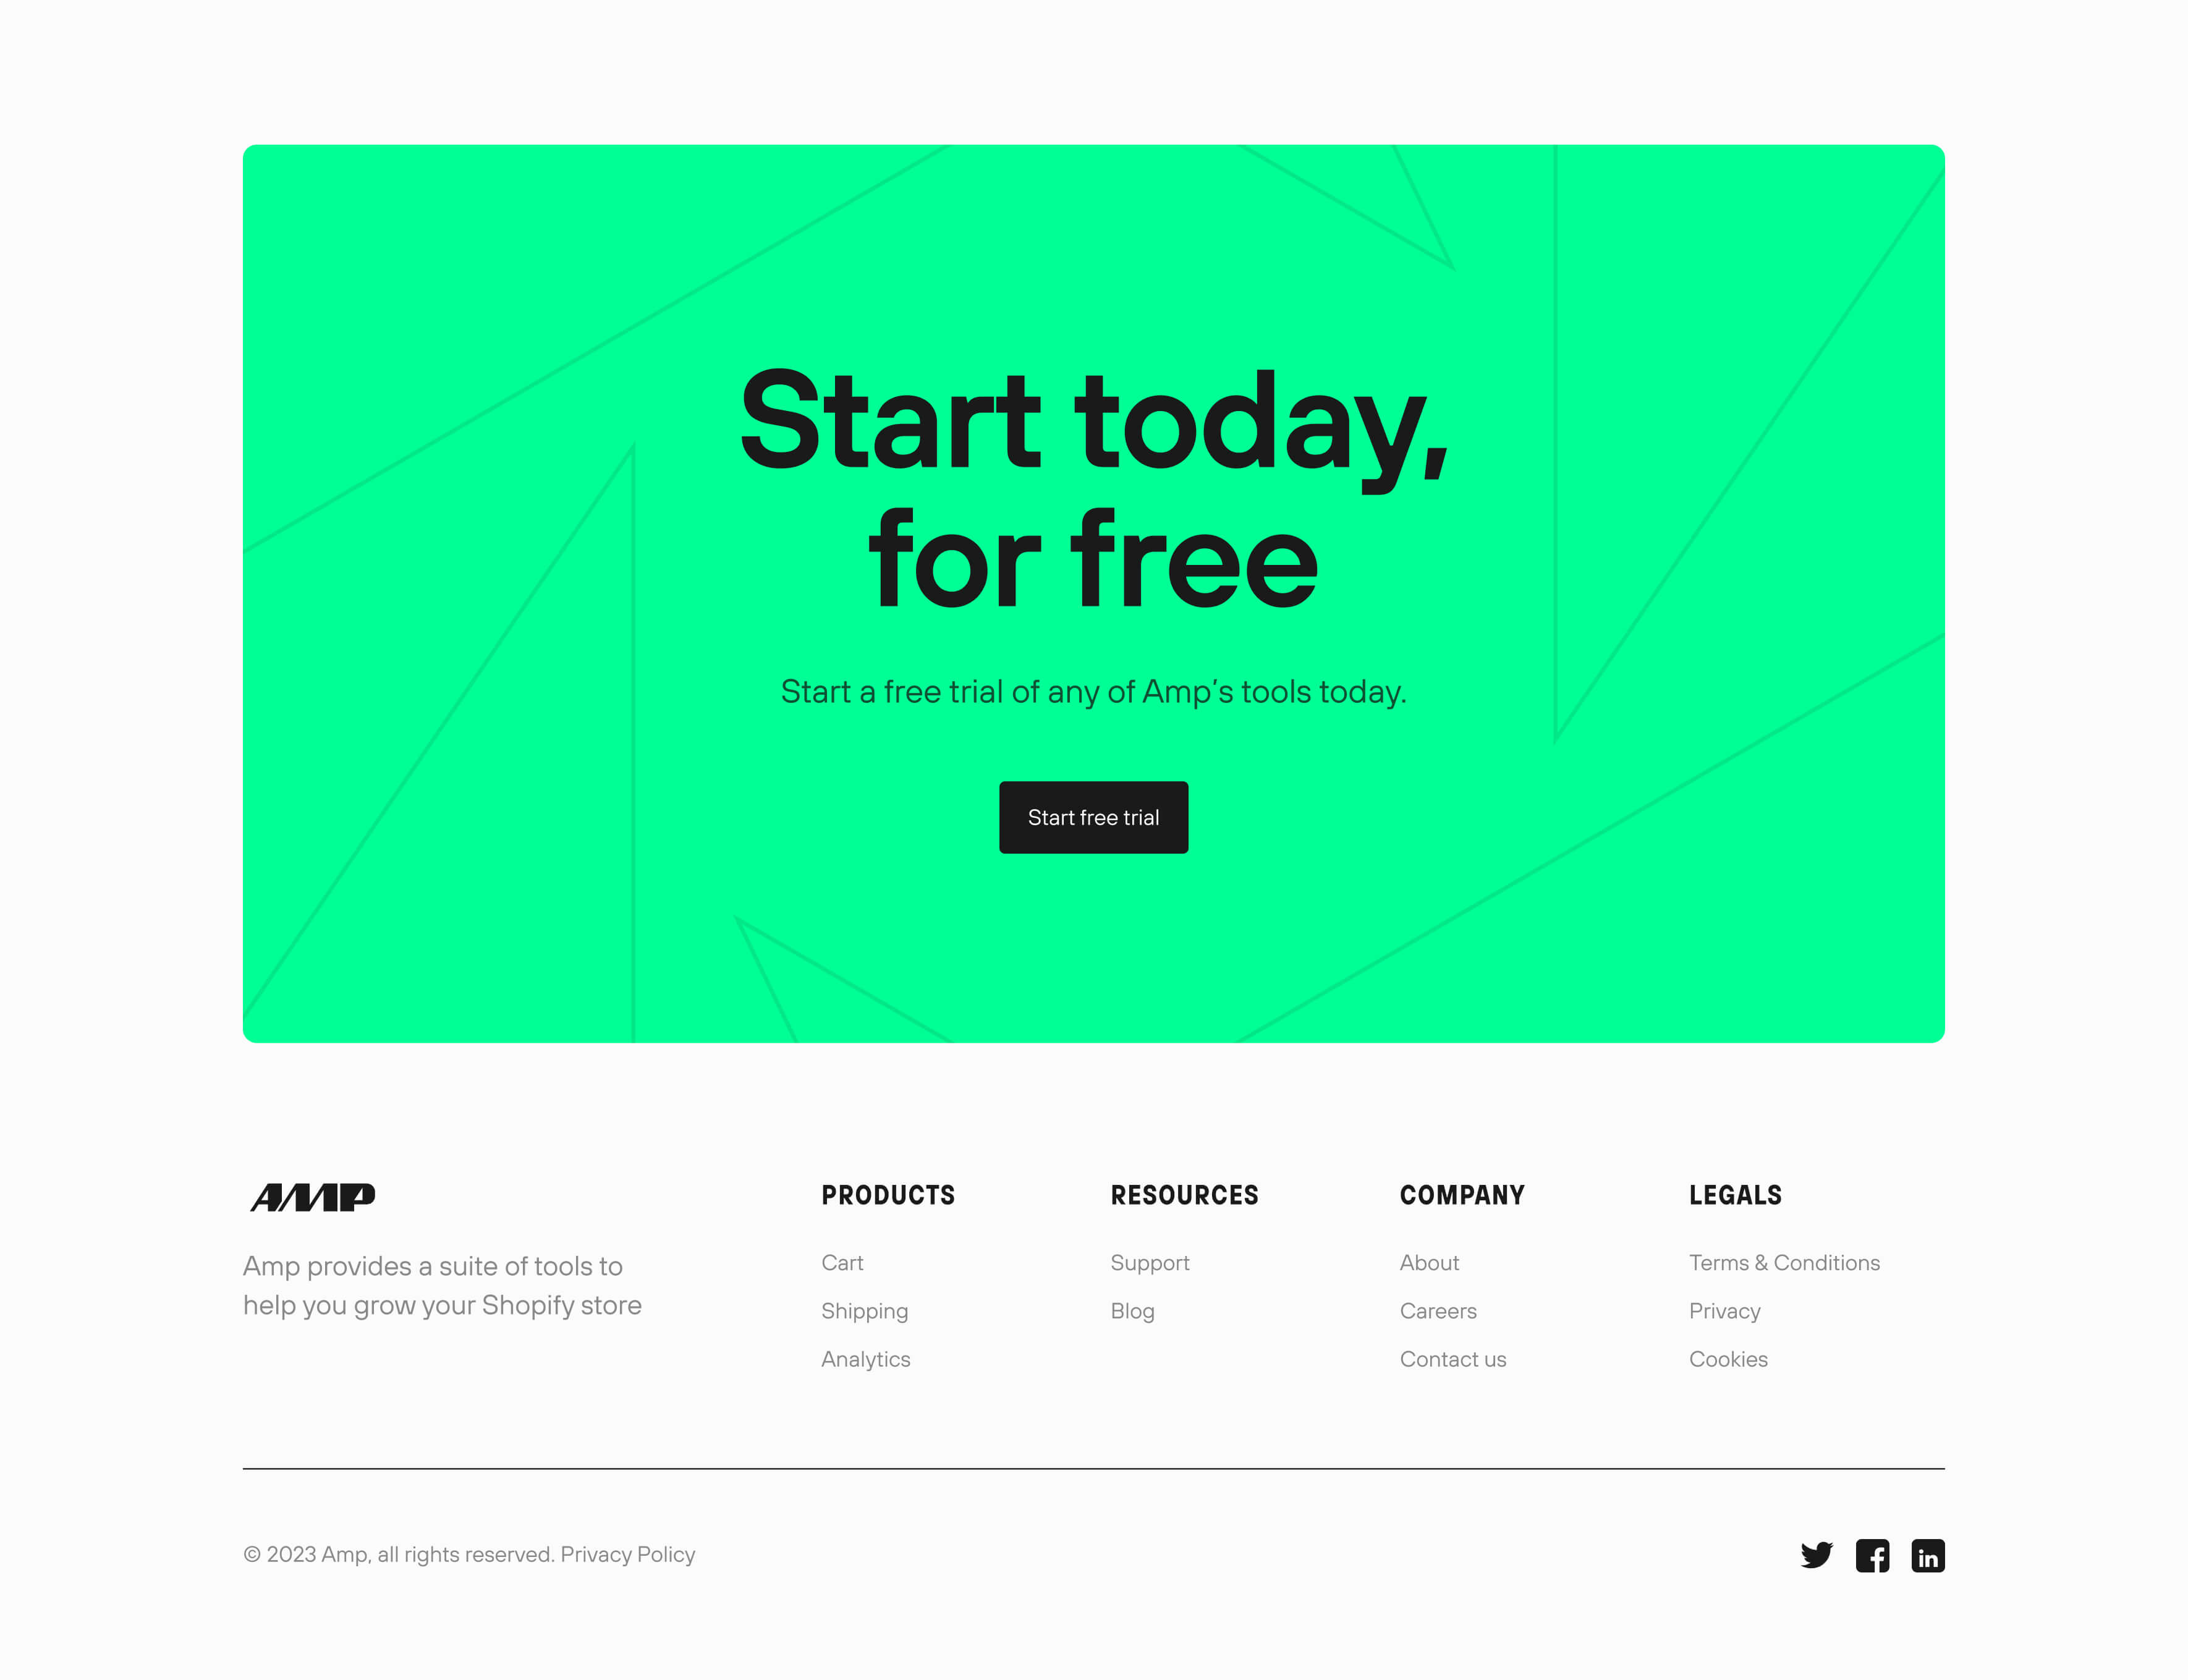 Start today,
for free
Start a free trial of any of Amp’s tools today.
Start free trial
AMP
Amp provides a suite of tools to
help you grow your Shopify store
PRODUCTS
Cart
Shipping
Analytics
RESOURCES
Support
Blog
COMPANY
About
Careers
Contact us
LEGALS
Terms & Conditions
Privacy
Cookies
© 2023 Amp, all rights reserved. Privacy Policy